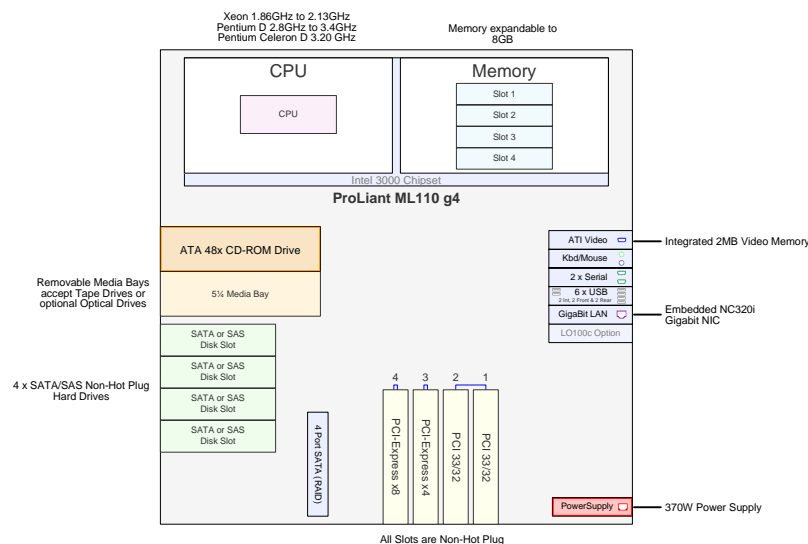 Xeon 1.86GHz to 2.13GHz
Pentium D 2.8GHz to 3.4GHz
Pentium Celeron D 3.20 GHz
Memory expandable to
8GB
CPU
CPU
Memory
Slot 1
Slot 2
Slot 3
Slot 4
Intel 3000 Chipset
ProLiant ML110 g4
ATA 48x CD-ROM Drive
5¼ Media Bay
Removable Media Bays
accept Tape Drives or
optional Optical Drives
SATA or SAS
Disk Slot
SATA or SAS
Disk Slot
SATA or SAS
Disk Slot
SATA or SAS
Disk Slot
4 x SATA/SAS Non-Hot Plug
Hard Drives
4 Port SATA (RAID)
4
3
2
1
PCI-Express x8
PCI-Express x4
PCI 33/32
PCI 33/32
ATI Video
Integrated 2MB Video Memory
Kbd/Mouse
2 x Serial
6 x USB
2 Int, 2 Front & 2 Rear
GigaBit LAN
Embedded NC320i
Gigabit NIC
LO100c Option
PowerSupply
370W Power Supply
All Slots are Non-Hot Plug